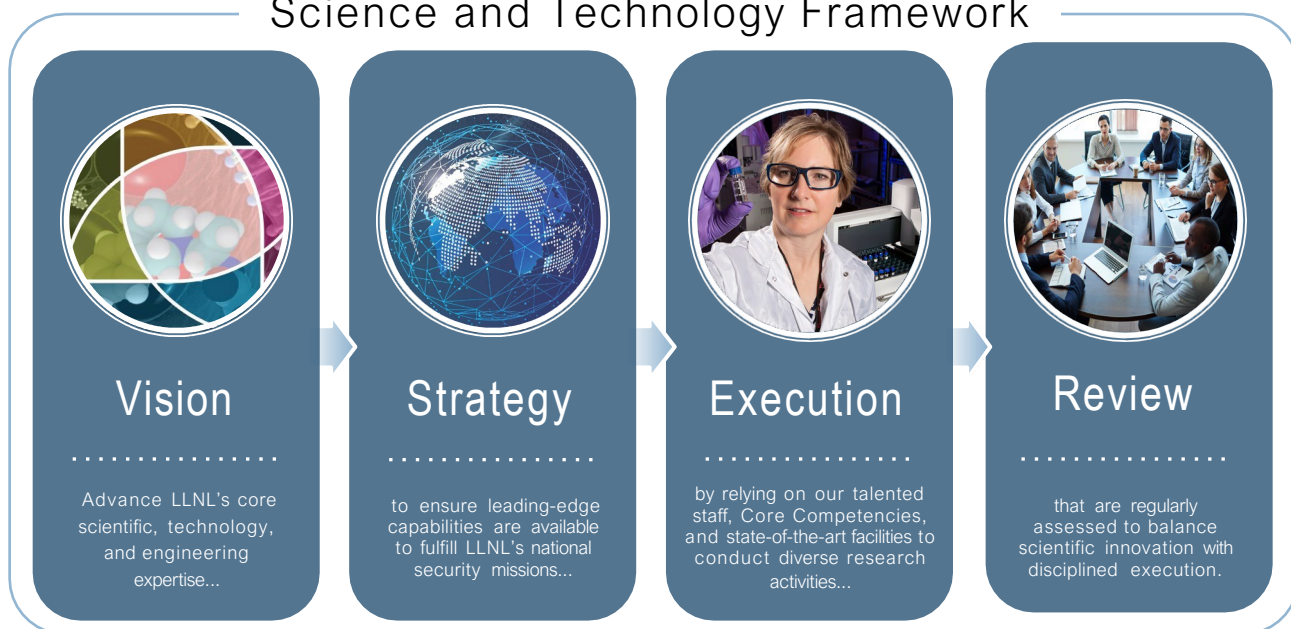 Science and Technology Framework
Vision
Advance LLNL's core
scientific, technology,
and engineering
expertise...
Strategy
to ensure leading-edge
capabilities are available
to fulfill LLNL's national
security missions...
Execution
by relying on our talented
staff, Core Competencies,
and state-of-the-art facilities to
conduct diverse research
activities...
Review
that are regularly
assessed to balance
scientific innovation with
disciplined execution.